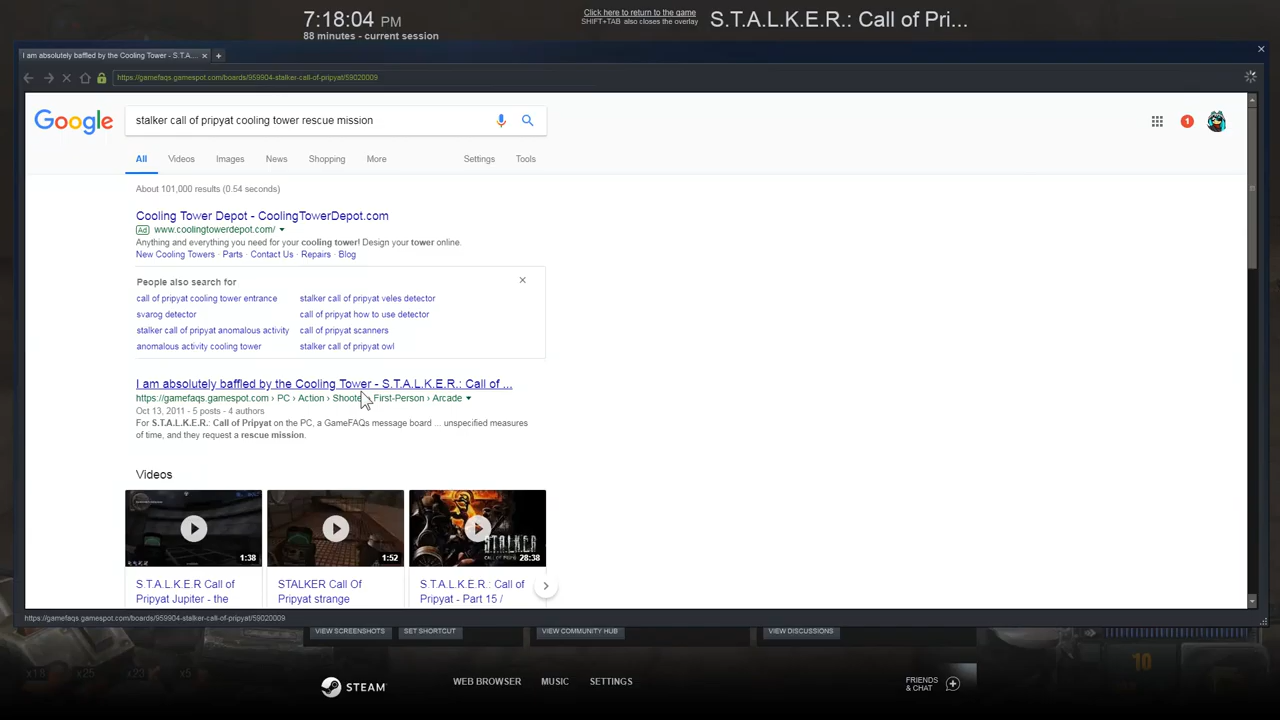 7:18:04 PM
88 minutes - current session
Click here to return to the game
SHIFT+TAB also closes the overlay
S.T.A.L.K.E.R.: Call of Pri...
I am absolutely baffled by the Cooling Tower - S.T.A....
https://gamefaqs.gamespot.com/boards/959904-stalker-call-of-pripyat/59020009
Google
stalker call of pripyat cooling tower rescue mission
1
All Videos Images News Shopping More Settings Tools
About 101,000 results (0.54 seconds)
Cooling Tower Depot - CoolingTowerDepot.com
Ad www.coolingtowerdepot.com/
Anything and everything you need for your cooling tower! Design your tower online.
New Cooling Towers · Parts · Contact Us · Repairs · Blog
People also search for
call of pripyat cooling tower entrance stalker call of pripyat veles detector
svarog detector call of pripyat how to use detector
stalker call of pripyat anomalous activity call of pripyat scanners
anomalous activity cooling tower stalker call of pripyat owl
I am absolutely baffled by the Cooling Tower - S.T.A.L.K.E.R.: Call of ...
https://gamefaqs.gamespot.com › PC › Action › Shooter › First-Person › Arcade
Oct 13, 2011 - 5 posts - 4 authors
For S.T.A.L.K.E.R.: Call of Pripyat on the PC, a GameFAQs message board ... unspecified measures
of time, and they request a rescue mission.
Videos
S.T.A.L.K.E.R.
CALL OF PRIPYAT
1:38 1:52 28:38
S.T.A.L.K.E.R Call of STALKER Call Of S.T.A.L.K.E.R.: Call of
Pripyat Jupiter - the Pripyat strange Pripyat - Part 15 /
https://gamefaqs.gamespot.com/boards/959904-stalker-call-of-pripyat/59020009
VIEW SCREENSHOTS SET SHORTCUT VIEW COMMUNITY HUB VIEW DISCUSSIONS
x18 x25 x23 x5
10
STEAM WEB BROWSER MUSIC SETTINGS
FRIENDS
& CHAT